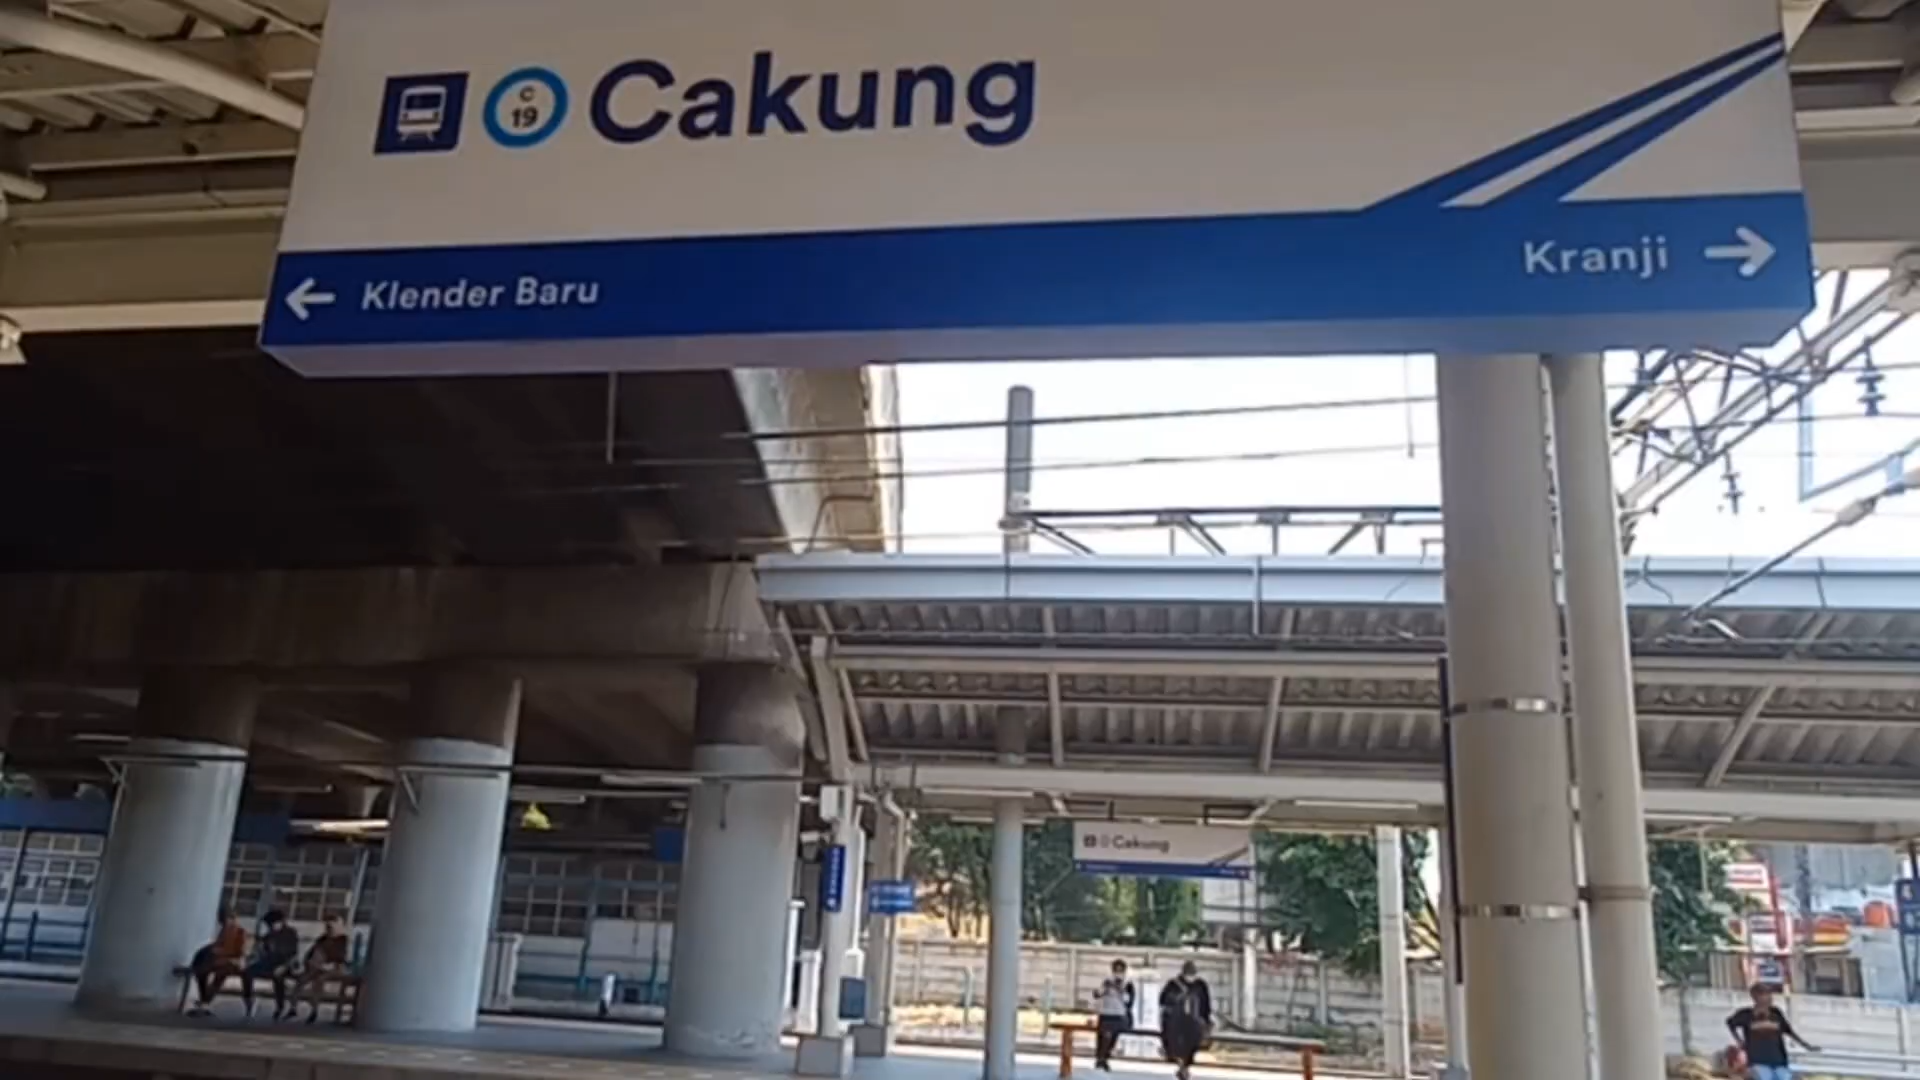 C
19
Cakung
← Klender Baru
Kranji →
Cakung